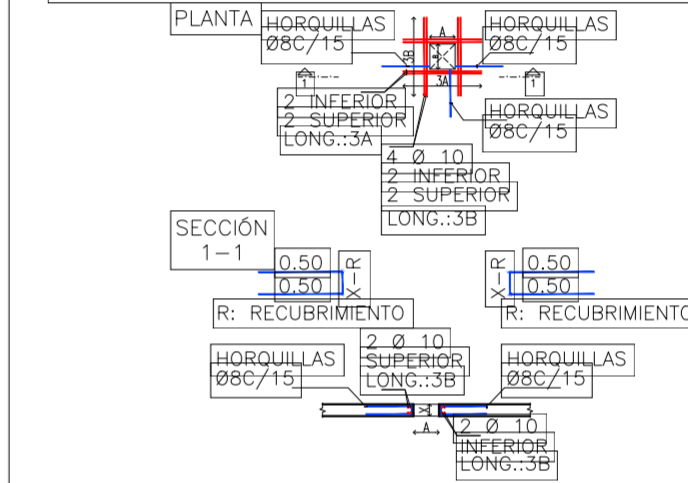 PLANTA
HORQUILLAS
Ø8C/15
HORQUILLAS
Ø8C/15
A
B
3B
3A
1
1
2 INFERIOR
2 SUPERIOR
LONG.:3A
HORQUILLAS
Ø8C/15
4 Ø 10
2 INFERIOR
2 SUPERIOR
LONG.:3B
SECCIÓN
1-1
0.50
0.50
X-R
R: RECUBRIMIENTO
X-R
0.50
0.50
R: RECUBRIMIENTO
2 Ø 10
SUPERIOR
LONG.:3B
HORQUILLAS
Ø8C/15
HORQUILLAS
Ø8C/15
X
A
2 Ø 10
INFERIOR
LONG.:3B